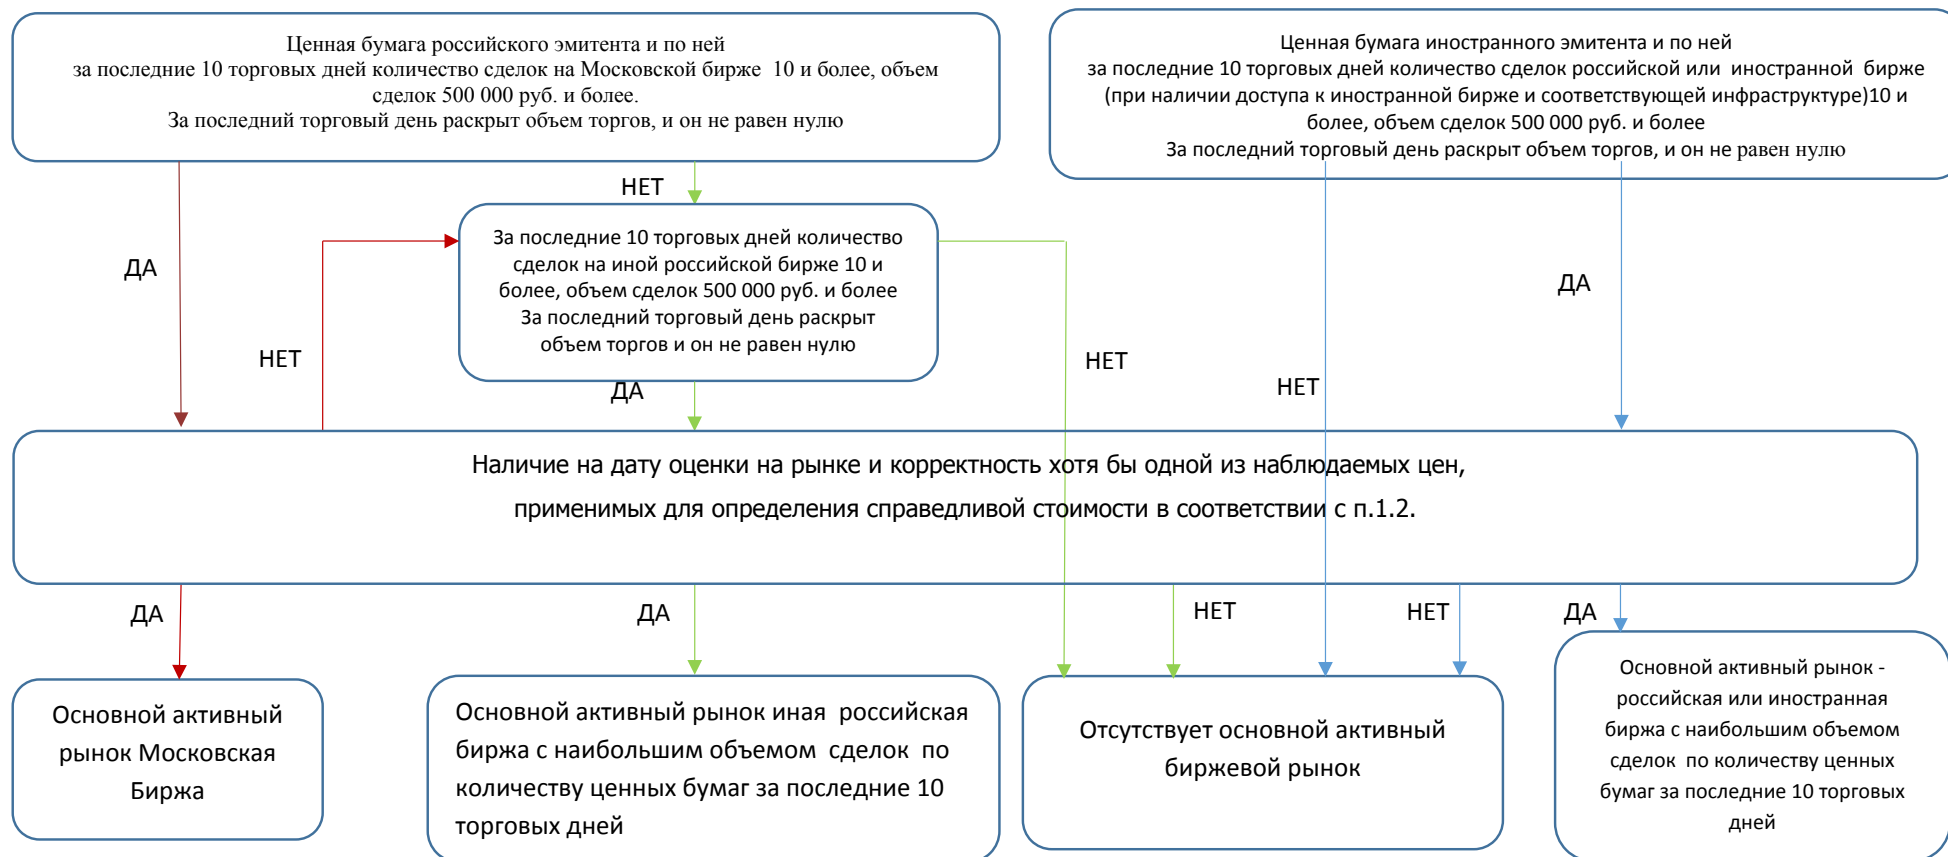 Ценная бумага российского эмитента и по ней
за последние 10 торговых дней количество сделок на Московской бирже 10 и более, объем
сделок 500 000 руб. и более.
За последний торговый день раскрыт объем торгов, и он не равен нулю
Ценная бумага иностранного эмитента и по ней
за последние 10 торговых дней количество сделок российской или иностранной бирже
(при наличии доступа к иностранной бирже и соответствующей инфраструктуре)10 и
более, объем сделок 500 000 руб. и более
За последний торговый день раскрыт объем торгов, и он не равен нулю
НЕТ
ДА
За последние 10 торговых дней количество
сделок на иной российской бирже 10 и
более, объем сделок 500 000 руб. и более
За последний торговый день раскрыт
объем торгов и он не равен нулю
ДА
НЕТ
НЕТ
НЕТ
ДА
Наличие на дату оценки на рынке и корректность хотя бы одной из наблюдаемых цен,
применимых для определения справедливой стоимости в соответствии с п.1.2.
ДА
ДА
НЕТ
НЕТ
ДА
Основной активный
рынок Московская
Биржа
Основной активный рынок иная российская
биржа с наибольшим объемом сделок по
количеству ценных бумаг за последние 10
торговых дней
Отсутствует основной активный
биржевой рынок
Основной активный рынок -
российская или иностранная
биржа с наибольшим объемом
сделок по количеству ценных
бумаг за последние 10 торговых
дней